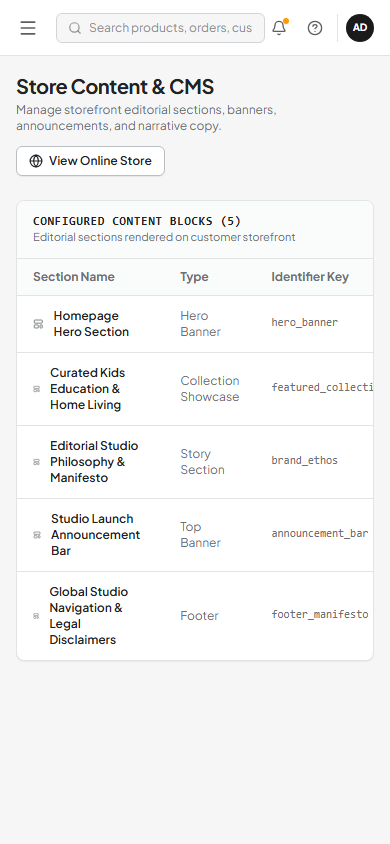 Search products, orders, cus
AD
Store Content & CMS
Manage storefront editorial sections, banners,
announcements, and narrative copy.
View Online Store
CONFIGURED CONTENT BLOCKS (5)
Editorial sections rendered on customer storefront
Section Name Type Identifier Key
Homepage
Hero Section
Hero
Banner
hero_banner
Curated Kids
Education &
Home Living
Collection
Showcase
featured_collecti
Editorial Studio
Philosophy &
Manifesto
Story
Section
brand_ethos
Studio Launch
Announcement
Bar
Top
Banner
announcement_bar
Global Studio
Navigation &
Legal
Disclaimers
Footer
footer_manifesto